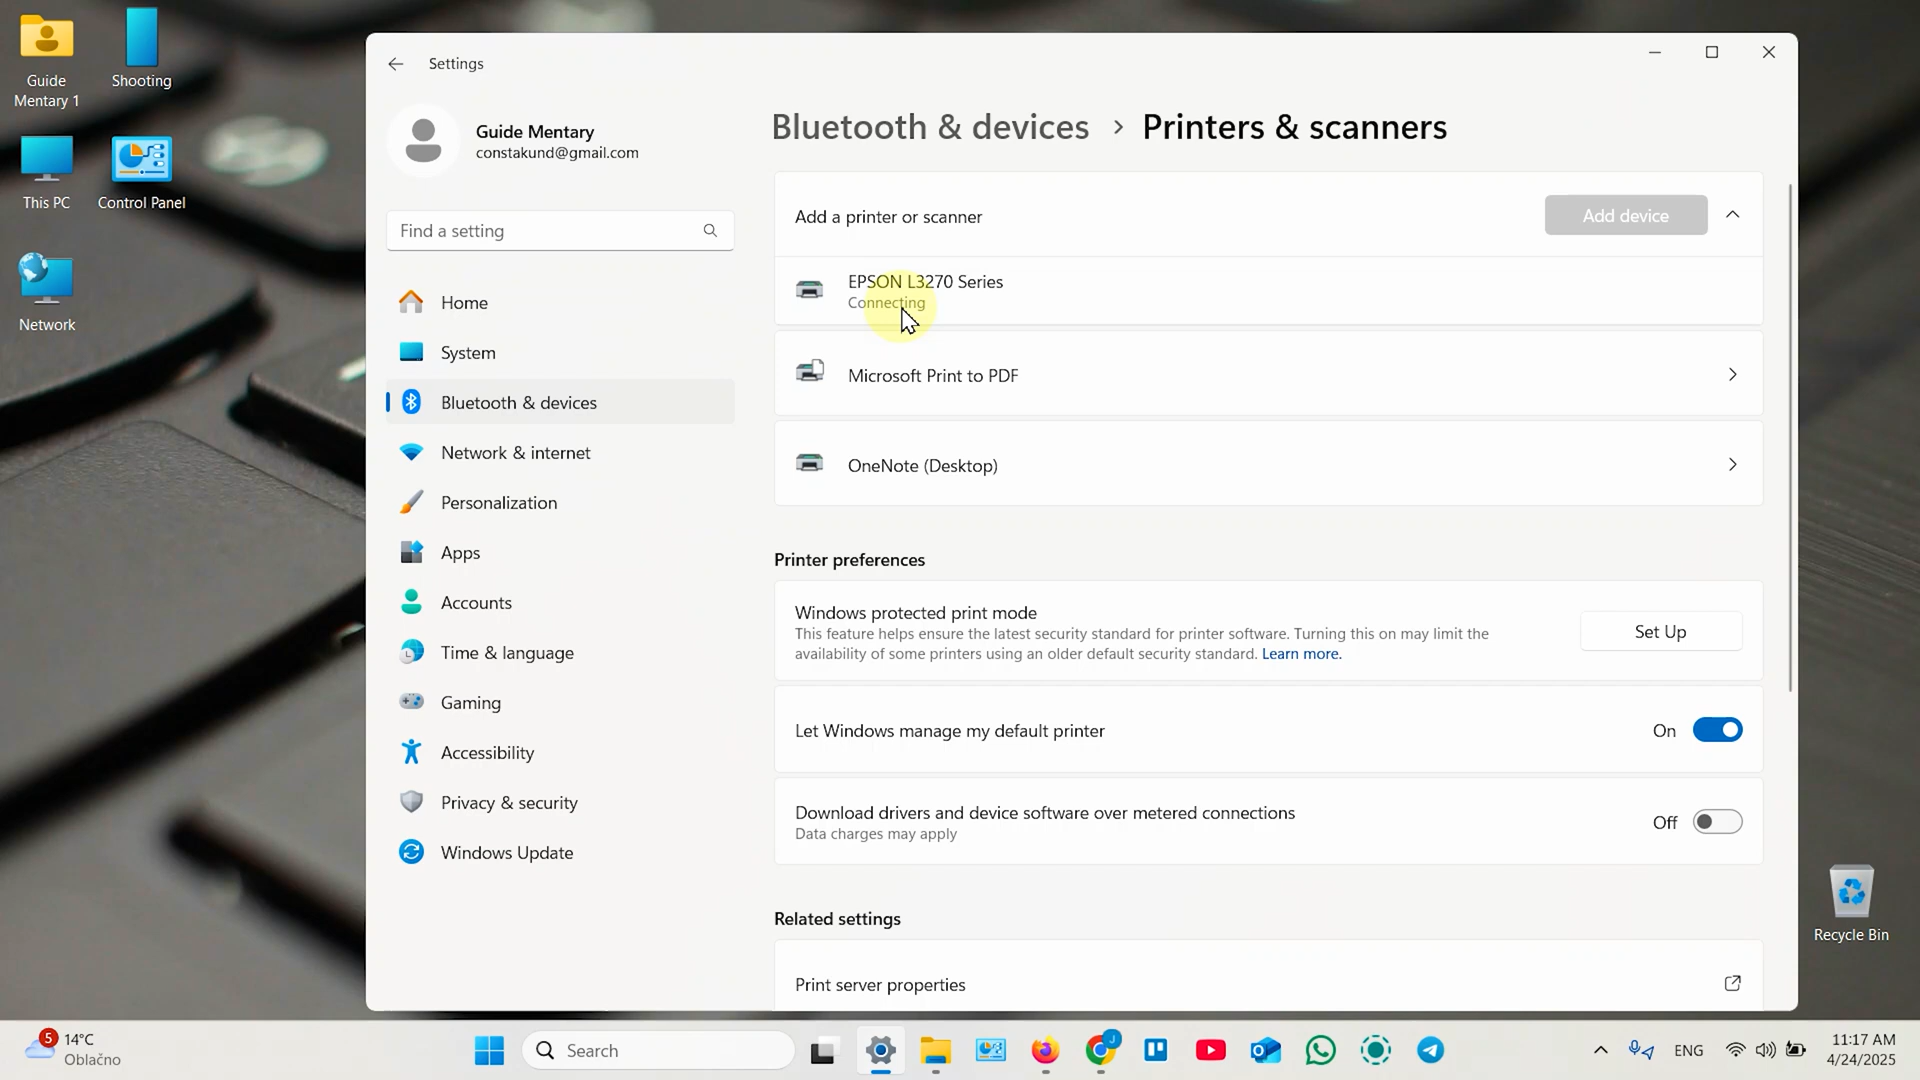 Guide
Mentary 1
Shooting
This PC
Control Panel
Network
Settings
Guide Mentary
constakund@gmail.com
Find a setting
Home
System
Bluetooth & devices
Network & internet
Personalization
Apps
Accounts
Time & language
Gaming
Accessibility
Privacy & security
Windows Update
Bluetooth & devices > Printers & scanners
Add a printer or scanner
Add device
EPSON L3270 Series
Connecting
Microsoft Print to PDF
OneNote (Desktop)
Printer preferences
Windows protected print mode
This feature helps ensure the latest security standard for printer software. Turning this on may limit the
availability of some printers using an older default security standard. Learn more.
Set Up
Let Windows manage my default printer
On
Download drivers and device software over metered connections
Data charges may apply
Off
Related settings
Print server properties
Recycle Bin
5
14°C
Oblačno
Search
J
ENG
11:17 AM
4/24/2025